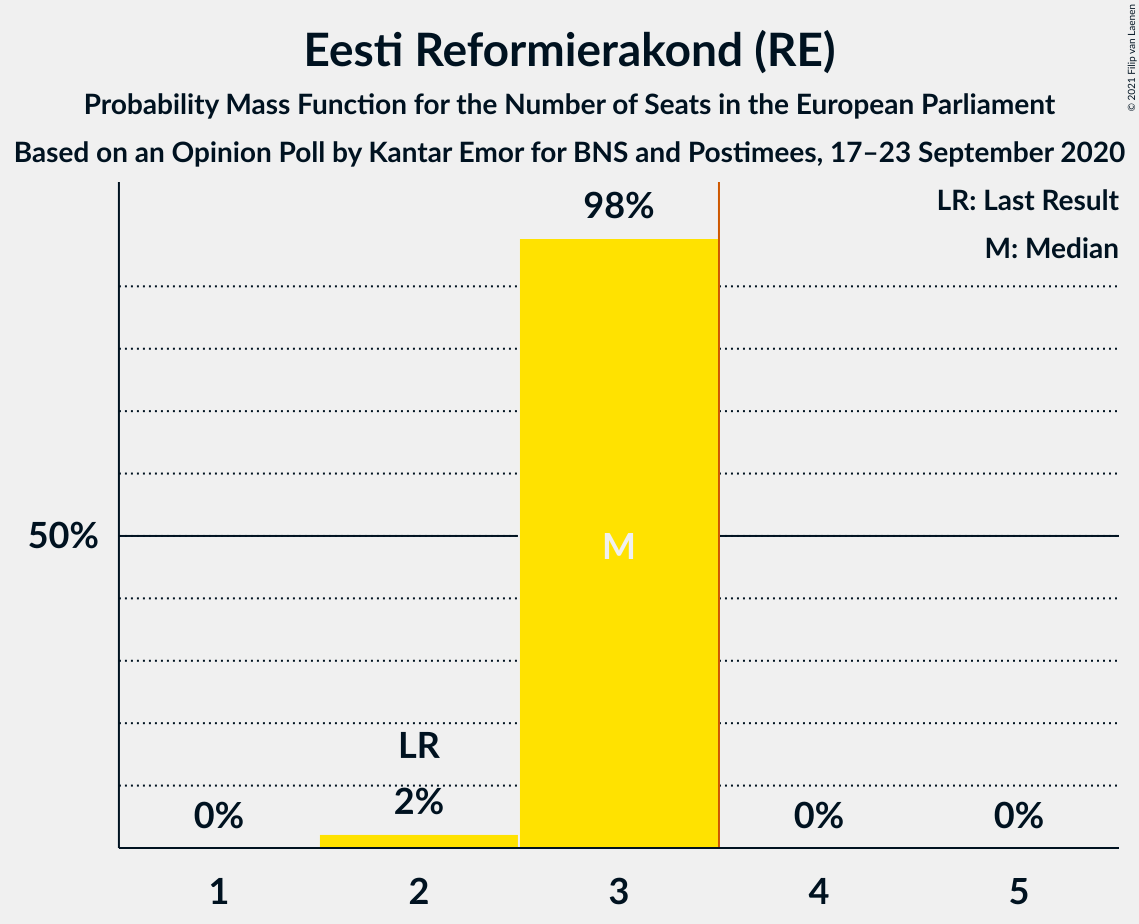 Eesti Reformierakond (RE)
Probability Mass Function for the Number of Seats in the European Parliament
Based on an Opinion Poll by Kantar Emor for BNS and Postimees, 17–23 September 2020
© 2021 Filip van Laenen
LR: Last Result
M: Median
98%
50%
M
LR
0%
2%
0%
0%
1
2
3
4
5